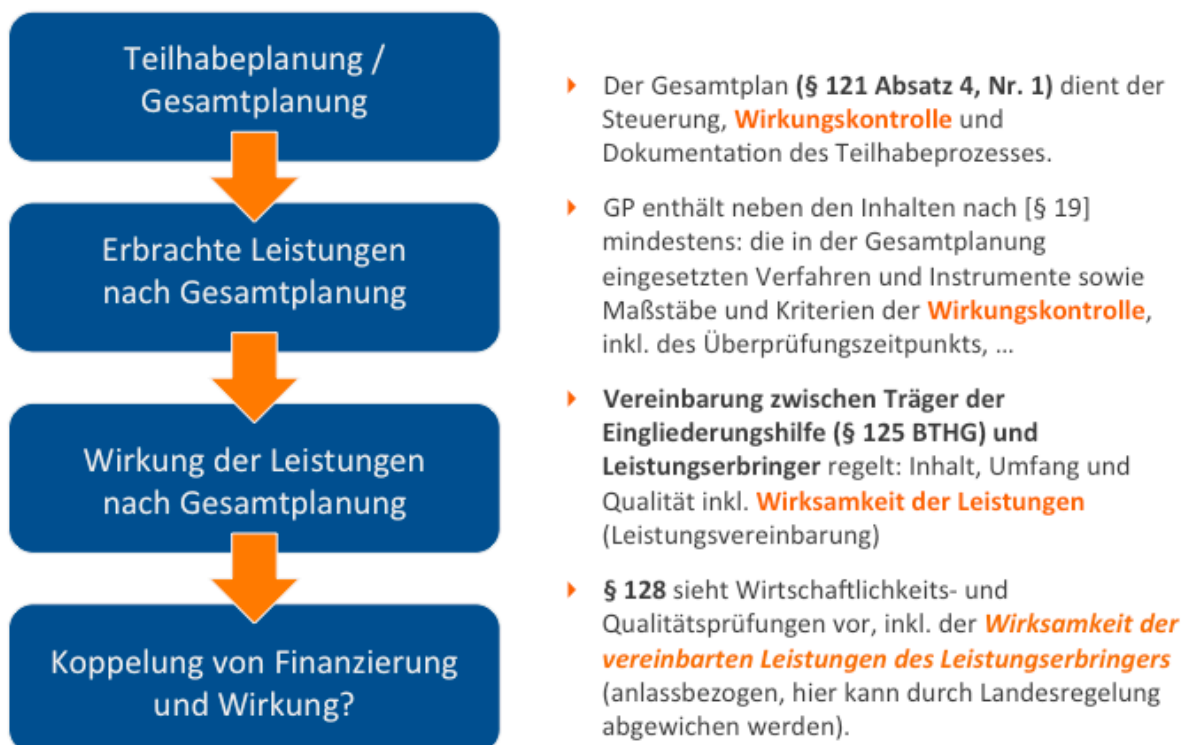 Teilhabeplanung /
Gesamtplanung
Erbrachte Leistungen
nach Gesamtplanung
Wirkung der Leistungen
nach Gesamtplanung
Koppelung von Finanzierung
und Wirkung?
Der Gesamtplan (§ 121 Absatz 4, Nr. 1) dient der
Steuerung, Wirkungskontrolle und
Dokumentation des Teilhabeprozesses.
GP enthält neben den Inhalten nach [§ 19]
mindestens: die in der Gesamtplanung
eingesetzten Verfahren und Instrumente sowie
Maßstäbe und Kriterien der Wirkungskontrolle,
inkl. des Überprüfungszeitpunkts, ...
Vereinbarung zwischen Träger der
Eingliederungshilfe (§ 125 BTHG) und
Leistungserbringer regelt: Inhalt, Umfang und
Qualität inkl. Wirksamkeit der Leistungen
(Leistungsvereinbarung)
§ 128 sieht Wirtschaftlichkeits- und
Qualitätsprüfungen vor, inkl. der Wirksamkeit der
vereinbarten Leistungen des Leistungserbringers
(anlassbezogen, hier kann durch Landesregelung
abgewichen werden).